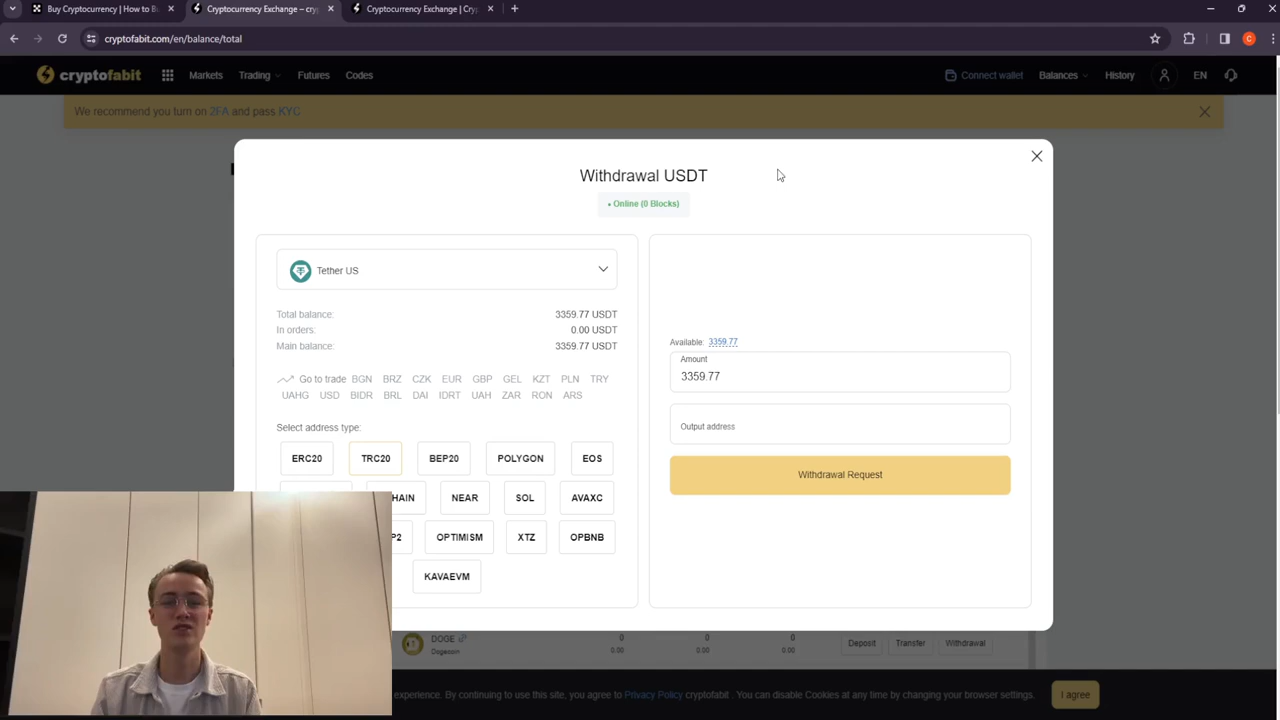 Buy Cryptocurrency | How to B
Cryptocurrency Exchange – cry
Cryptocurrency Exchange | Cryp
cryptofabit.com/en/balance/total
C
cryptofabit
Markets
Trading
Futures
Codes
Connect wallet
Balances
History
EN
We recommend you turn on 2FA and pass KYC
Withdrawal USDT
• Online (0 Blocks)
Tether US
Total balance: 3359.77 USDT
In orders: 0.00 USDT
Main balance: 3359.77 USDT
Go to trade BGN BRZ CZK EUR GBP GEL KZT PLN TRY
UAHG USD BIDR BRL DAI IDRT UAH ZAR RON ARS
Select address type:
ERC20 TRC20 BEP20 POLYGON EOS
HAIN NEAR SOL AVAXC
P2 OPTIMISM XTZ OPBNB
KAVAEVM
Available: 3359.77
Amount
3359.77
Output address
Withdrawal Request
DOGE 0 0 0 Deposit Transfer Withdrawal
Dogecoin 0.00 0.00 0.00
experience. By continuing to use this site, you agree to Privacy Policy cryptofabit . You can disable Cookies at any time by changing your browser settings.
I agree